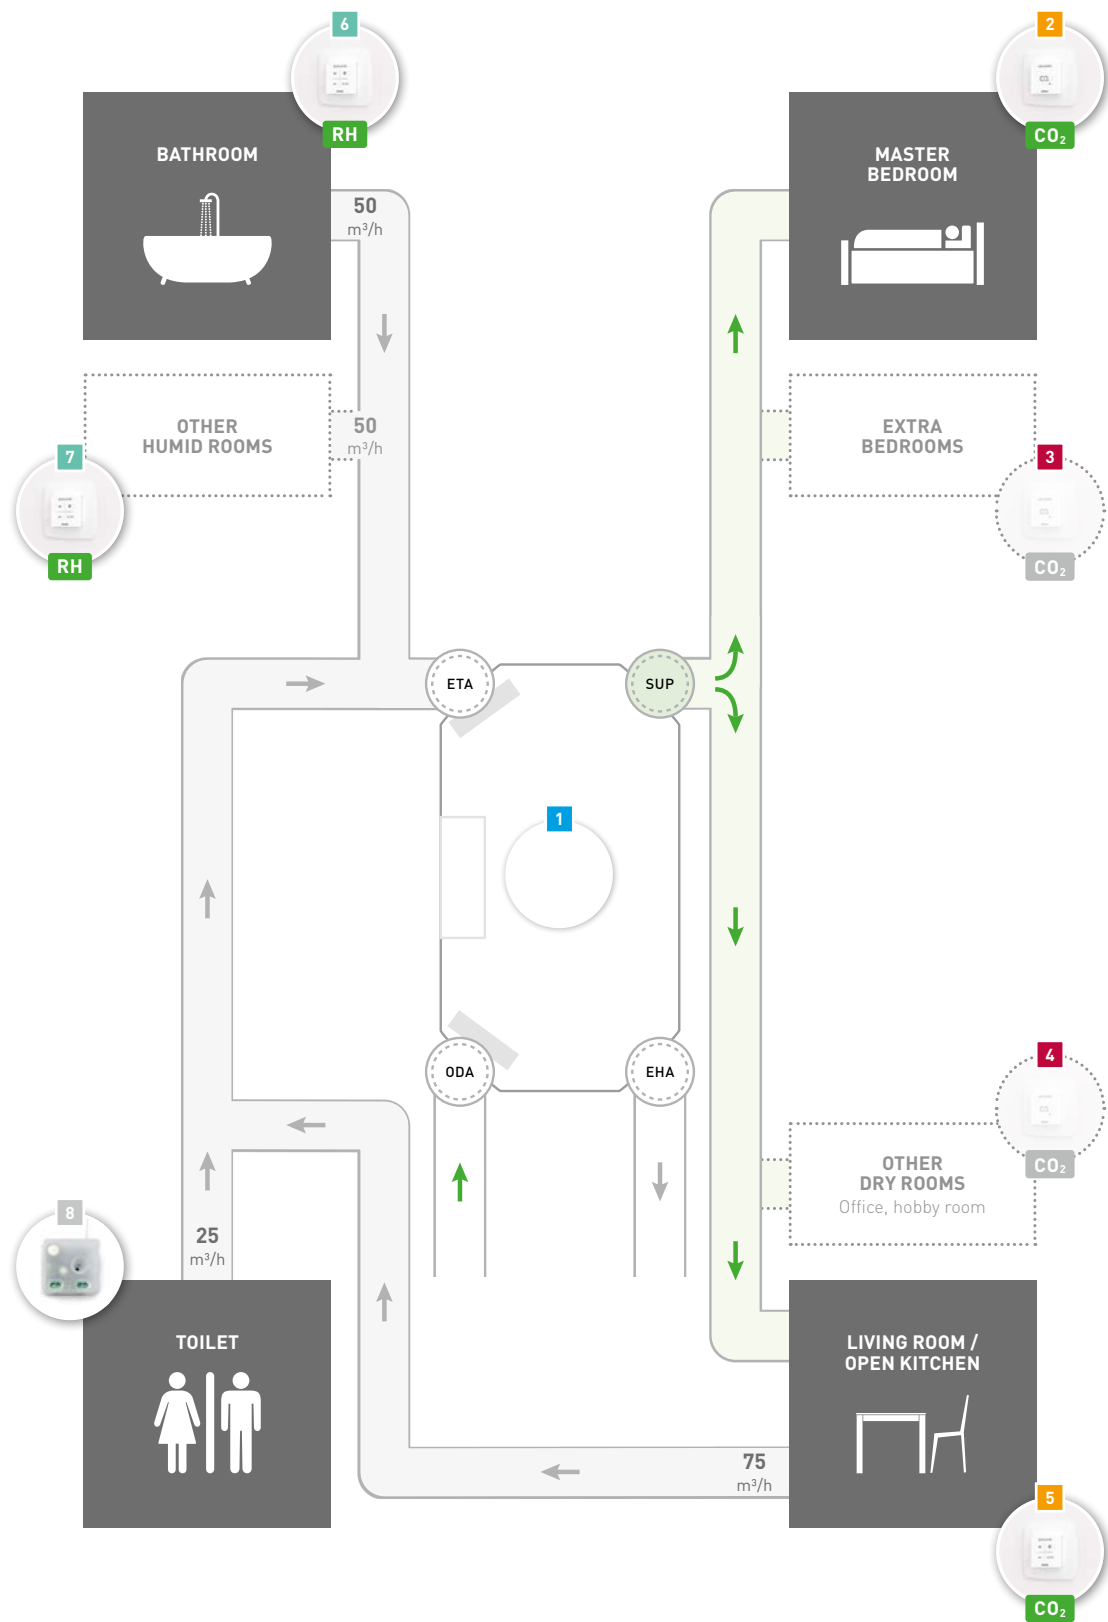 6
2
RH
CO₂
BATHROOM
MASTER
BEDROOM
50
m³/h
OTHER
HUMID ROOMS
50
m³/h
EXTRA
BEDROOMS
7
3
RH
CO₂
ETA
SUP
1
ODA
EHA
4
CO₂
OTHER
DRY ROOMS
Office, hobby room
8
25
m³/h
TOILET
LIVING ROOM /
OPEN KITCHEN
75
m³/h
5
CO₂